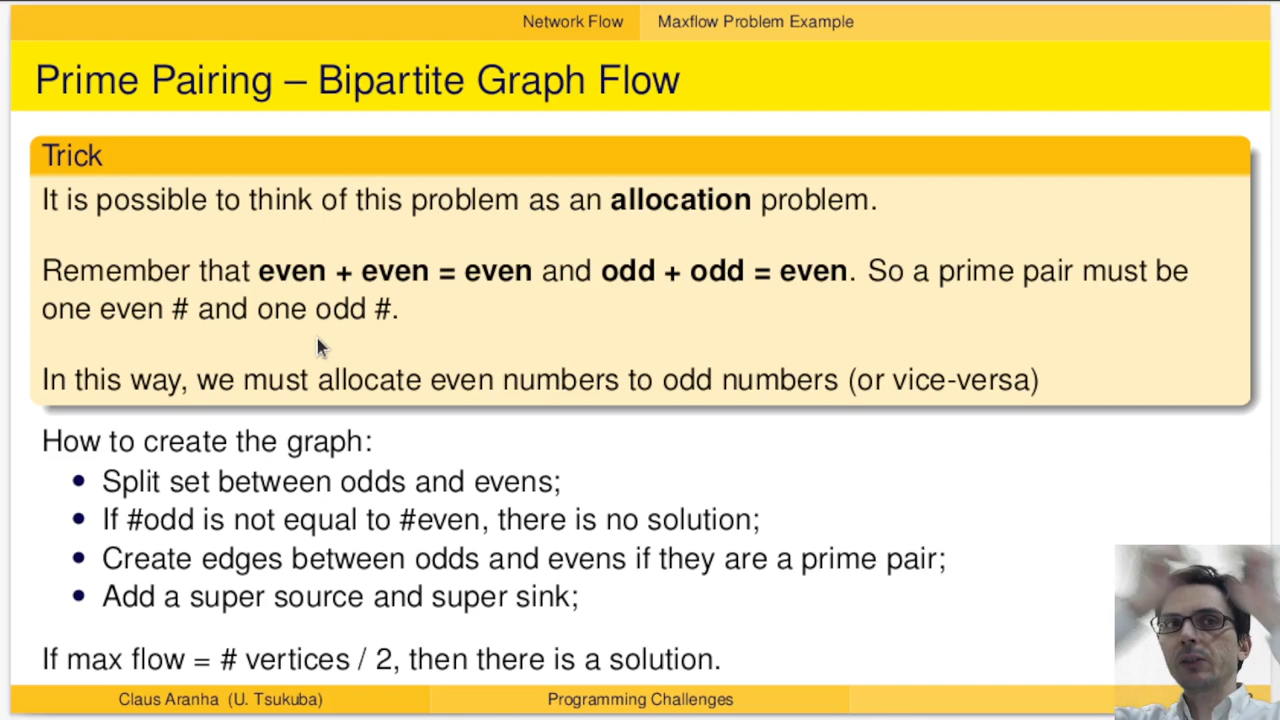 Network Flow Maxflow Problem Example
Prime Pairing – Bipartite Graph Flow
Trick
It is possible to think of this problem as an allocation problem.
Remember that even + even = even and odd + odd = even. So a prime pair must be
one even # and one odd #.
In this way, we must allocate even numbers to odd numbers (or vice-versa)
How to create the graph:
• Split set between odds and evens;
• If #odd is not equal to #even, there is no solution;
• Create edges between odds and evens if they are a prime pair;
• Add a super source and super sink;
If max flow = # vertices / 2, then there is a solution.
Claus Aranha (U. Tsukuba) Programming Challenges